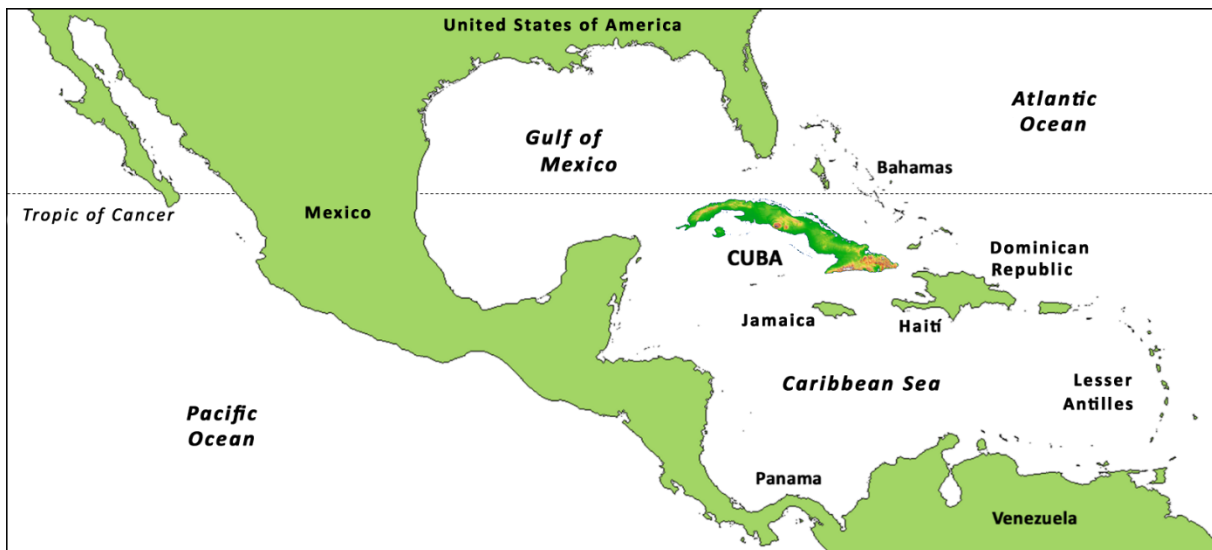 United States of America
Atlantic
Ocean
Gulf of
Mexico
Bahamas
Tropic of Cancer
Mexico
CUBA
Dominican
Republic
Jamaica
Haití
Caribbean Sea
Lesser
Antilles
Pacific
Ocean
Panama
Venezuela